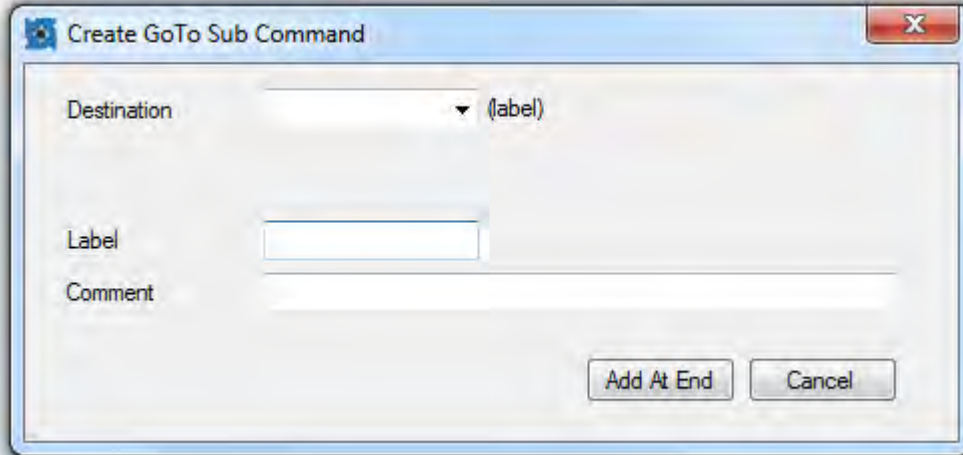 Create GoTo Sub Command
Destination (label)
Label
Comment
Add At End Cancel